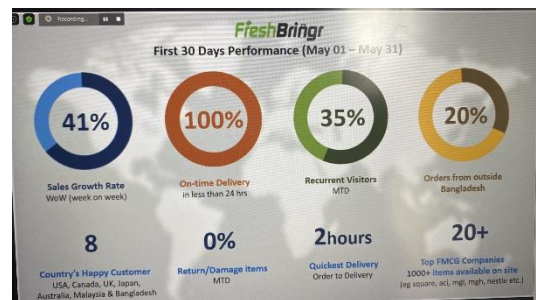 Recording...
FreshBringr
First 30 Days Performance (May 01 – May 31)
41%
100%
35%
20%
Sales Growth Rate
WoW (week on week)
On-time Delivery
in less than 24 hrs
Recurrent Visitors
MTD
Orders from outside
Bangladesh
8
0%
2hours
20+
Country's Happy Customer
USA, Canada, UK, Japan,
Australia, Malaysia & Bangladesh
Return/Damage items
MTD
Quickest Delivery
Order to Delivery
Top FMCG Companies
1000+ items available on site
(eg square, aci, mgi, mgh, nestle etc.)